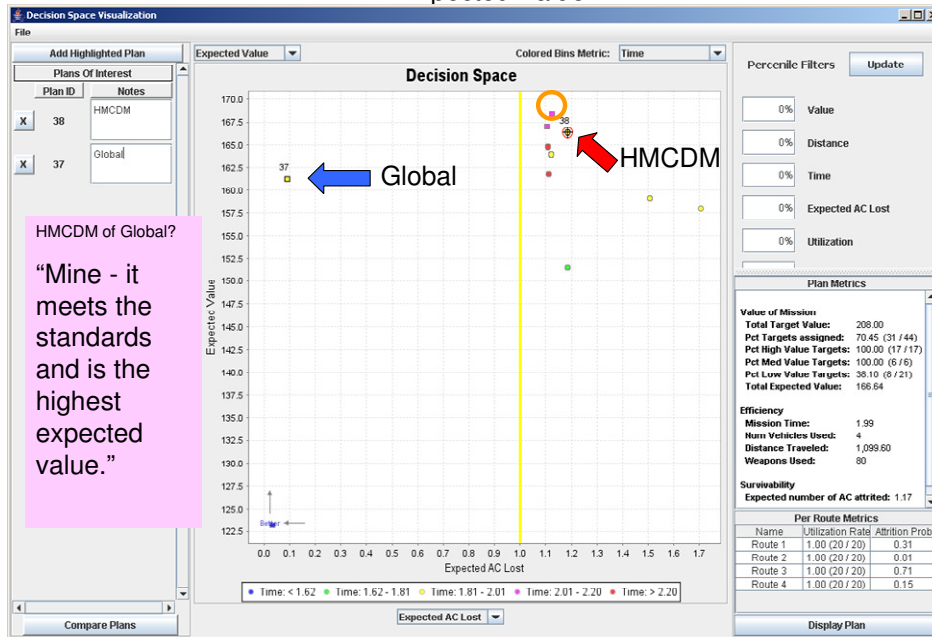 Decision Space Visualization
File
Add Highlighted Plan
Plans Of Interest
Plan ID Notes
X 38 HMCDM
X 37 Global
HMCDM of Global?
“Mine - it
meets the
standards
and is the
highest
expected
value.”
Compare Plans
Expected Value
Colored Bins Metric: Time
Decision Space
170.0
167.5
165.0
162.5
160.0
157.5
155.0
152.5
150.0
147.5
145.0
142.5
140.0
137.5
135.0
132.5
130.0
127.5
125.0
122.5
Expected Value
38
HMCDM
37
Global
Better
0.0 0.1 0.2 0.3 0.4 0.5 0.6 0.7 0.8 0.9 1.0 1.1 1.2 1.3 1.4 1.5 1.6 1.7
Expected AC Lost
Time: < 1.62 Time: 1.62 - 1.81 Time: 1.81 - 2.01 Time: 2.01 - 2.20 Time: > 2.20
Expected AC Lost
Percenile Filters Update
0% Value
0% Distance
0% Time
0% Expected AC Lost
0% Utilization
Plan Metrics
Value of Mission
Total Target Value: 208.00
Pct Targets assigned: 70.45 (31 / 44)
Pct High Value Targets: 100.00 (17 / 17)
Pct Med Value Targets: 100.00 (6 / 6)
Pct Low Value Targets: 38.10 (8 / 21)
Total Expected Value: 166.64
Efficiency
Mission Time: 1.99
Num Vehicles Used: 4
Distance Traveled: 1,099.60
Weapons Used: 80
Survivability
Expected number of AC attrited: 1.17
Per Route Metrics
Name Utilization Rate Attrition Prob
Route 1 1.00 (20 / 20) 0.31
Route 2 1.00 (20 / 20) 0.01
Route 3 1.00 (20 / 20) 0.71
Route 4 1.00 (20 / 20) 0.15
Display Plan